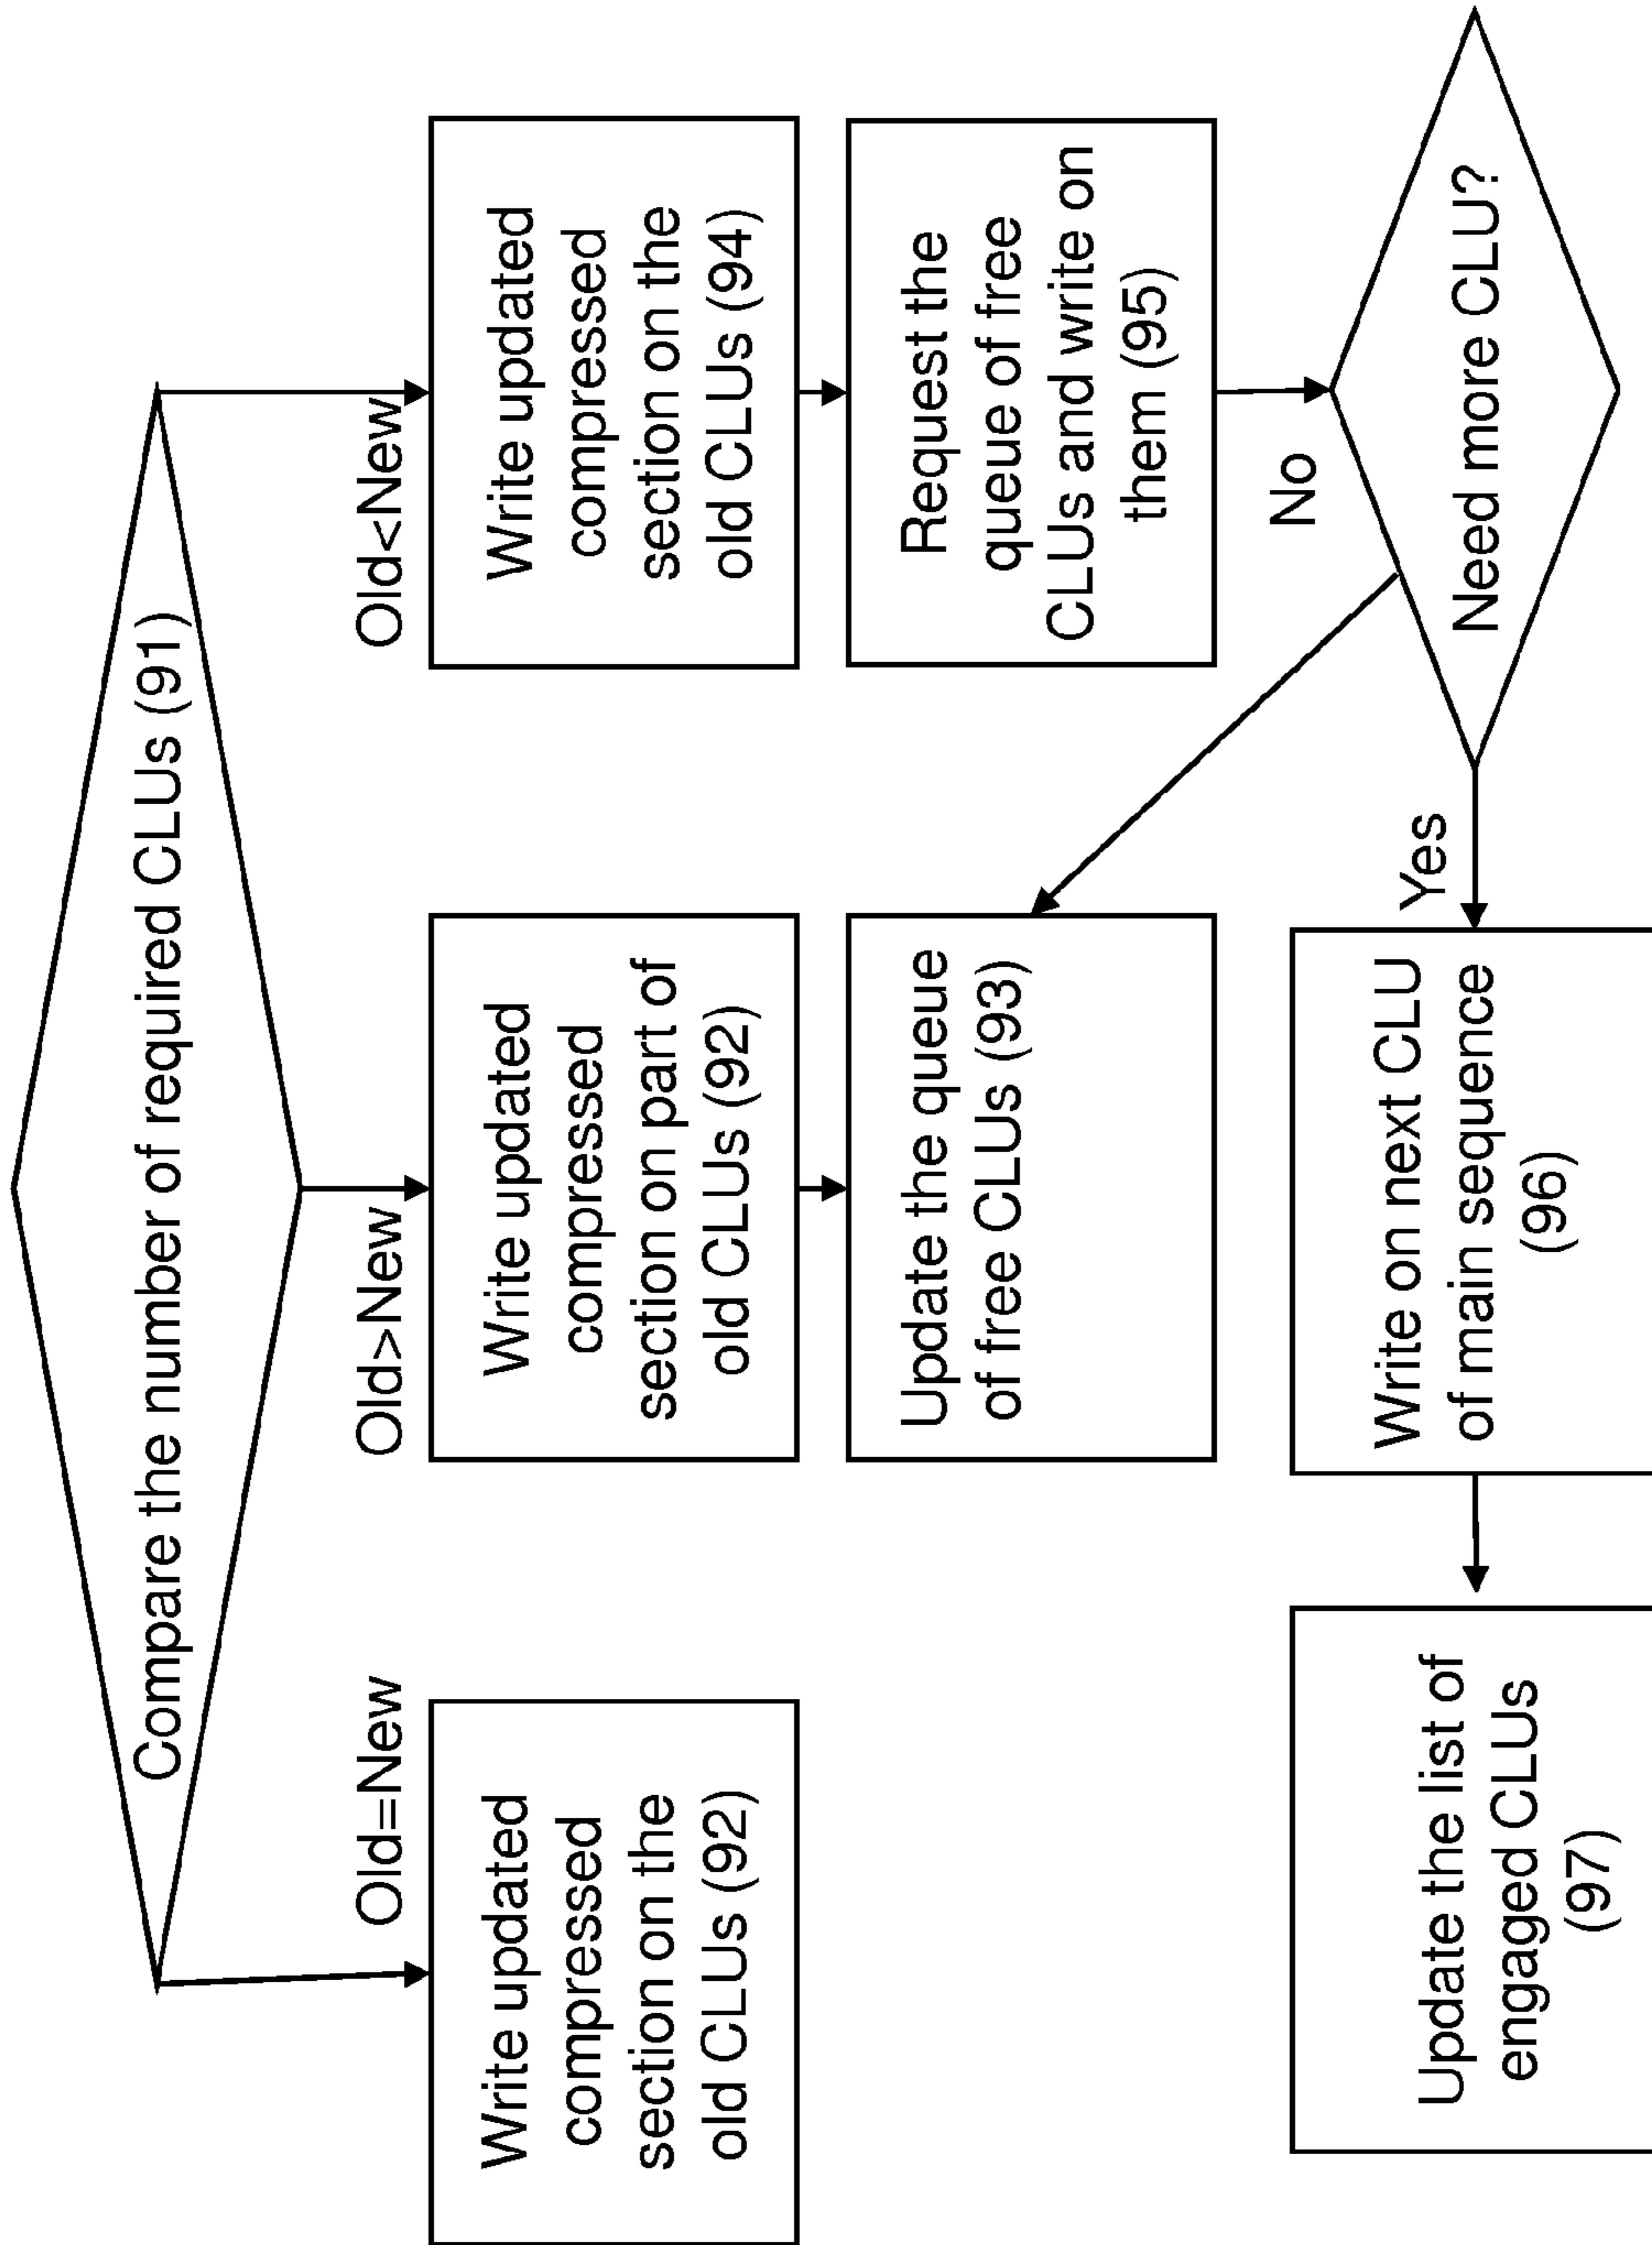 Compare the number of required CLUs (91)
Old=New
Old>New
Old<New
Write updated
compressed
section on the
old CLUs (92)
Write updated
compressed
section on part of
old CLUs (92)
Write updated
compressed
section on the
old CLUs (94)
Update the queue
of free CLUs (93)
Request the
queue of free
CLUs and write on
them (95)
No
Yes
Need more CLU?
Write on next CLU
of main sequence
(96)
Update the list of
engaged CLUs
(97)